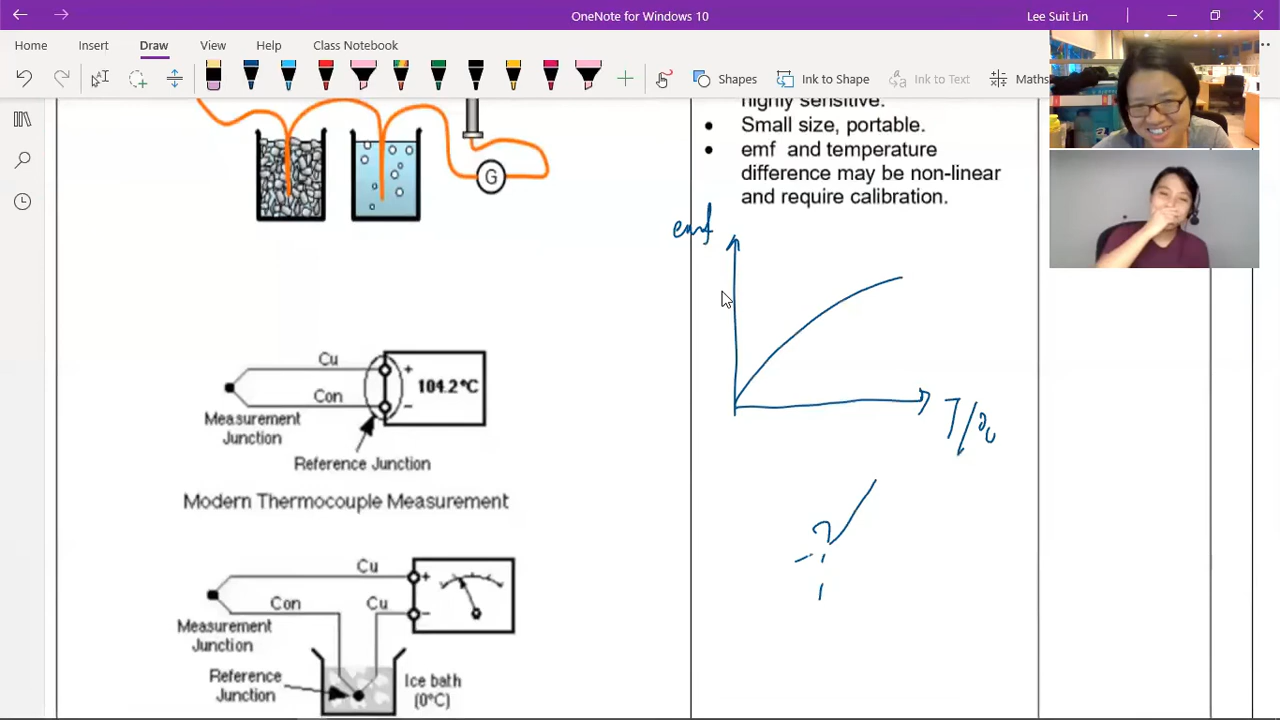 OneNote for Windows 10
Lee Suit Lin
Home Insert Draw View Help Class Notebook
Shapes Ink to Shape Ink to Text Maths
highly sensitive.
• Small size, portable.
• emf and temperature
difference may be non-linear
and require calibration.
G
emf
T/°C
Cu
Con
+
−
104.2°C
Measurement
Junction
Reference Junction
Modern Thermocouple Measurement
Cu
Con
Cu
+
−
Measurement
Junction
Reference
Junction
Ice bath
(0°C)